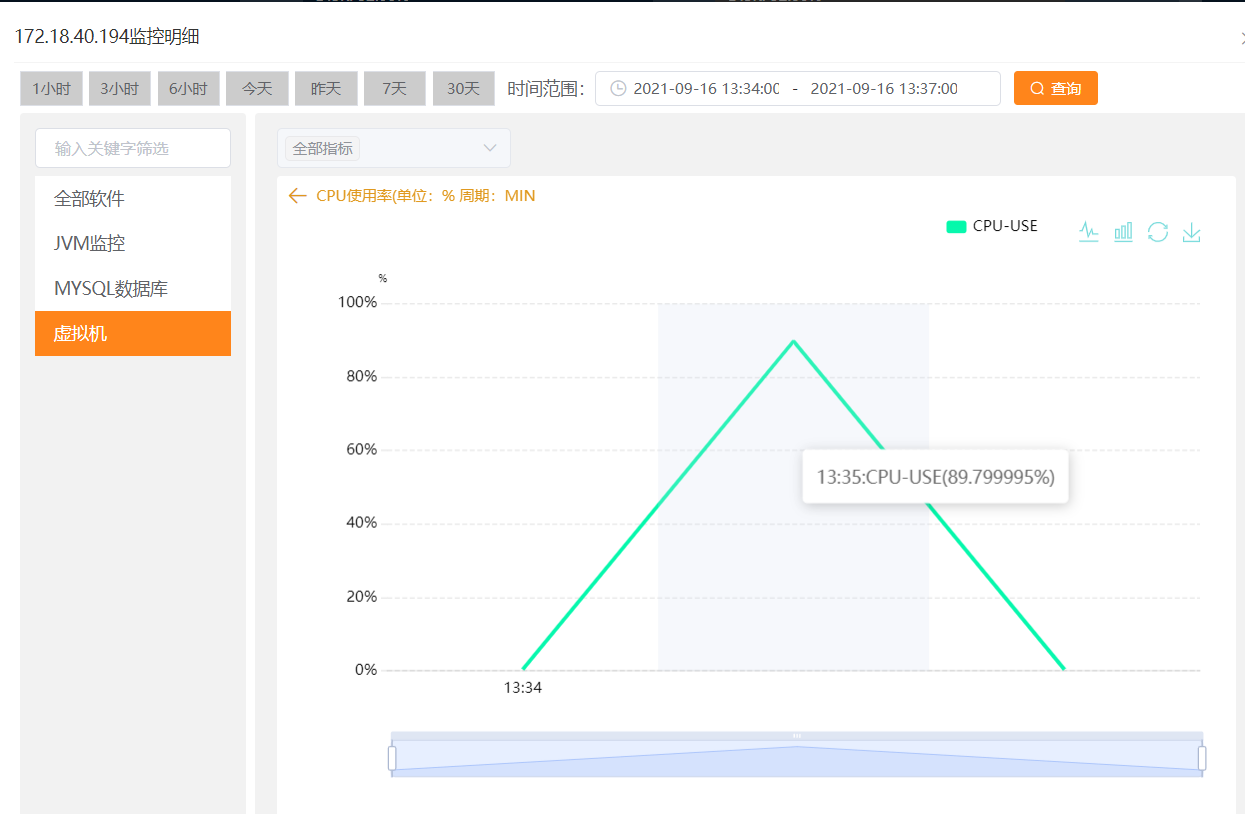 172.18.40.194监控明细
1小时 3小时 6小时 今天 昨天 7天 30天 时间范围： 2021-09-16 13:34:00 - 2021-09-16 13:37:00 查询
输入关键字筛选
全部软件
JVM监控
MYSQL数据库
虚拟机
全部指标
CPU使用率(单位：% 周期：MIN
CPU-USE
%
100%
80%
60%
13:35:CPU-USE(89.799995%)
40%
20%
0%
13:34